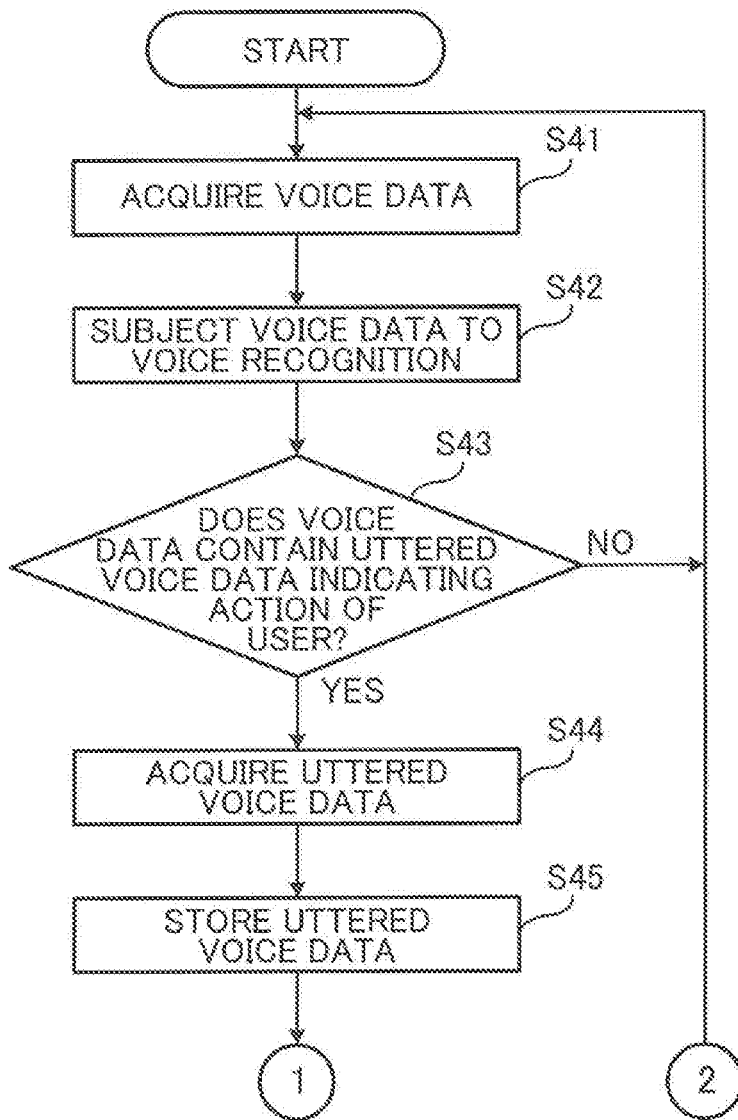 START
S41
ACQUIRE VOICE DATA
S42
SUBJECT VOICE DATA TO
VOICE RECOGNITION
S43
DOES VOICE
DATA CONTAIN UTTERED
VOICE DATA INDICATING
ACTION OF
USER?
NO
YES
S44
ACQUIRE UTTERED
VOICE DATA
S45
STORE UTTERED
VOICE DATA
1
2